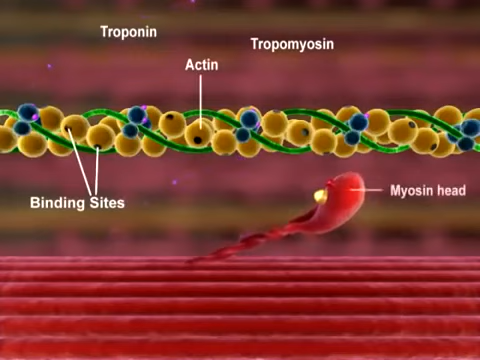 Troponin
Tropomyosin
Actin
Binding Sites
Myosin head